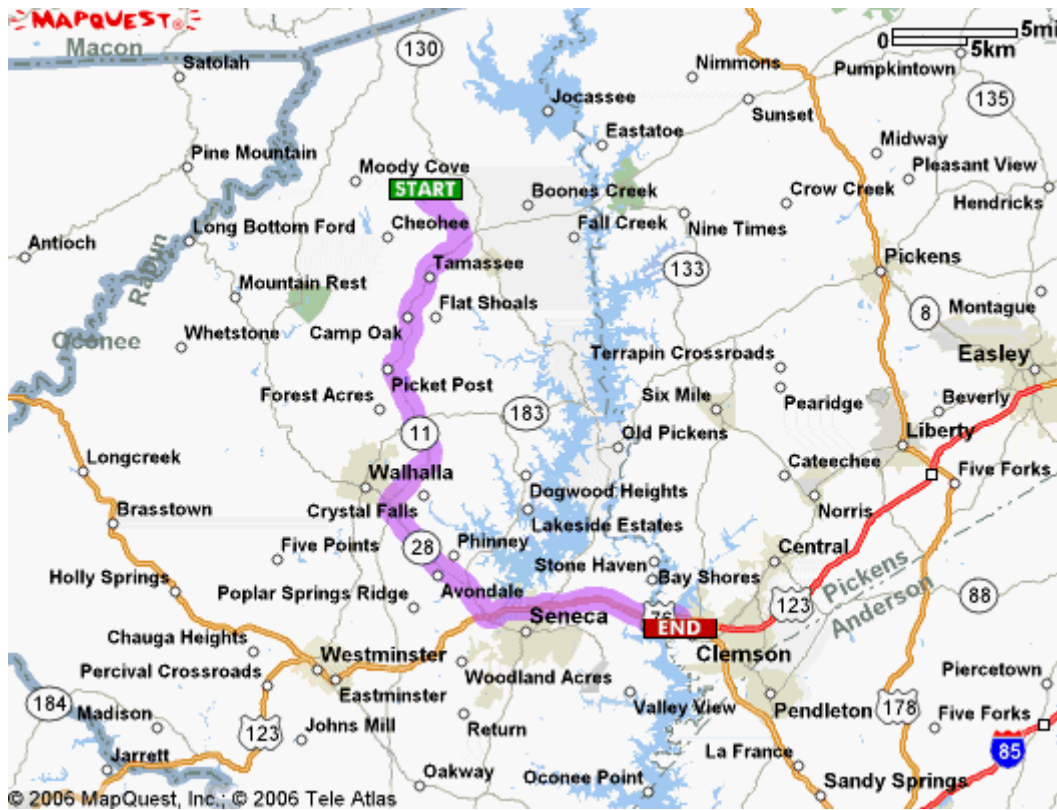 MAPQUEST®
Macon
Satolah
130
5mi
0
5km
Nimmons
Pumpkintown
Jocassee
Sunset
135
Eastatoe
Midway
Pine Mountain
Moody Cove
Pleasant View
START
Boones Creek
Crow Creek
Hendricks
Cheohee
Long Bottom Ford
Fall Creek
Nine Times
Antioch
Rabun
Tamassee
133
Pickens
Mountain Rest
Montague
Flat Shoals
8
Camp Oak
Whetstone
Oconee
Terrapin Crossroads
Easley
Picket Post
Forest Acres
183
Six Mile
Pearidge
Beverly
11
Old Pickens
Liberty
Longcreek
Walhalla
Cateechee
Five Forks
Dogwood Heights
Crystal Falls
Brasstown
Lakeside Estates
Norris
28
Phinney
Five Points
Central
Stone Haven
Bay Shores
Holly Springs
Avondale
Poplar Springs Ridge
123
Pickens
Anderson
88
76
Seneca
END
Chauga Heights
Westminster
Clemson
Percival Crossroads
Woodland Acres
Piercetown
Eastminster
184
Valley View
Pendleton
178
Five Forks
Madison
123
Johns Mill
Return
85
La France
Jarrett
Oakway
Oconee Point
Sandy Springs
© 2006 MapQuest, Inc.; © 2006 Tele Atlas